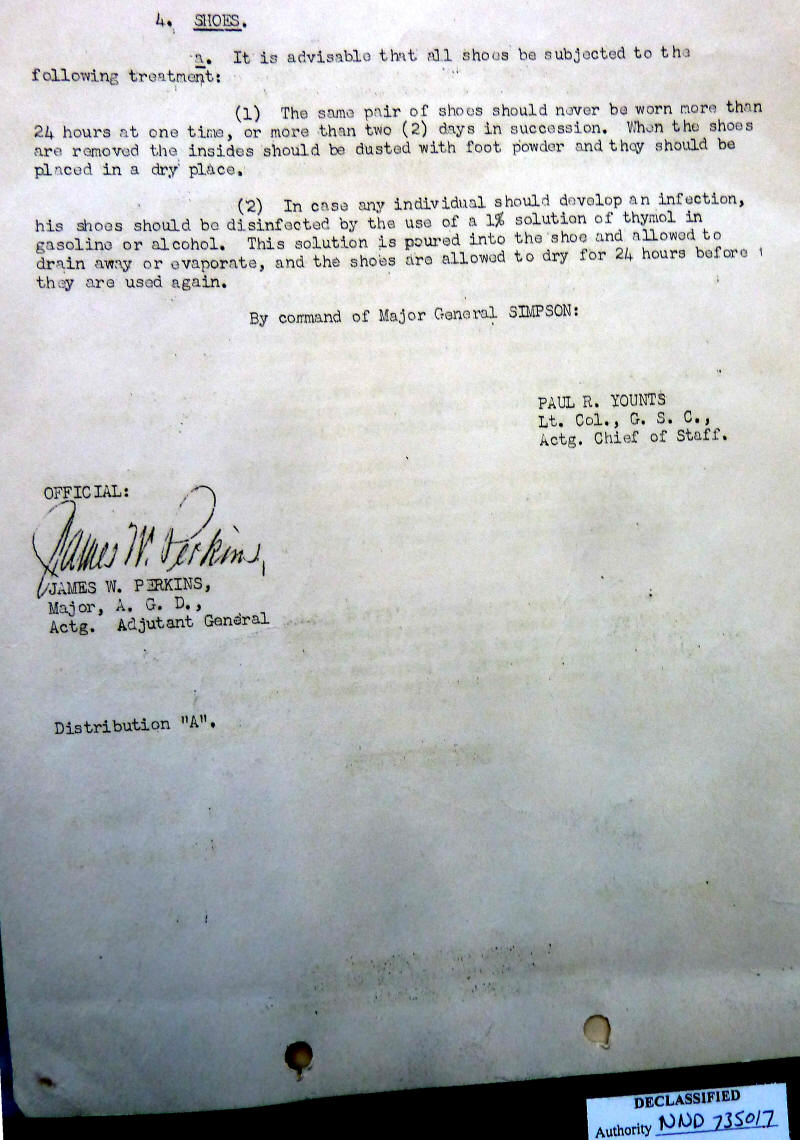 4. SHOES.
a. It is advisable that all shoes be subjected to the
following treatment:
(1) The same pair of shoes should never be worn more than
24 hours at one time, or more than two (2) days in succession. When the shoes
are removed the insides should be dusted with foot powder and they should be
placed in a dry place.
(2) In case any individual should develop an infection,
his shoes should be disinfected by the use of a 1% solution of thymol in
gasoline or alcohol. This solution is poured into the shoe and allowed to
drain away or evaporate, and the shoes are allowed to dry for 24 hours before
they are used again.
By command of Major General SIMPSON:
PAUL R. YOUNTS
Lt. Col., G. S. C.,
Actg. Chief of Staff.
OFFICIAL:
James W. Perkins,
JAMES W. PERKINS,
Major, A. G. D.,
Actg. Adjutant General
Distribution "A".
DECLASSIFIED
Authority NND 735017